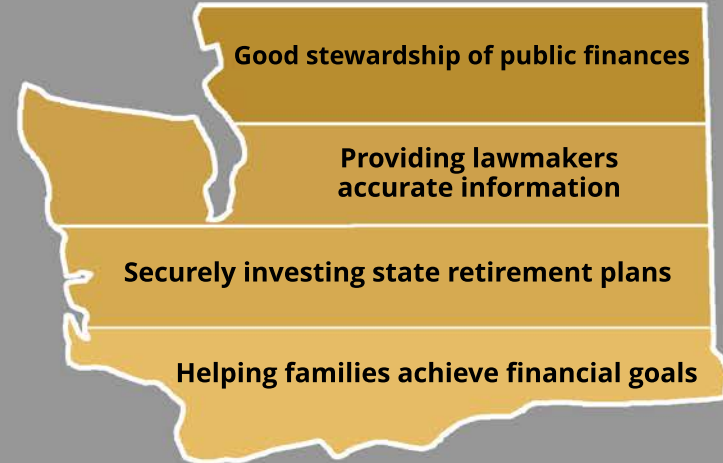 Good stewardship of public finances
Providing lawmakers
accurate information
Securely investing state retirement plans
Helping families achieve financial goals